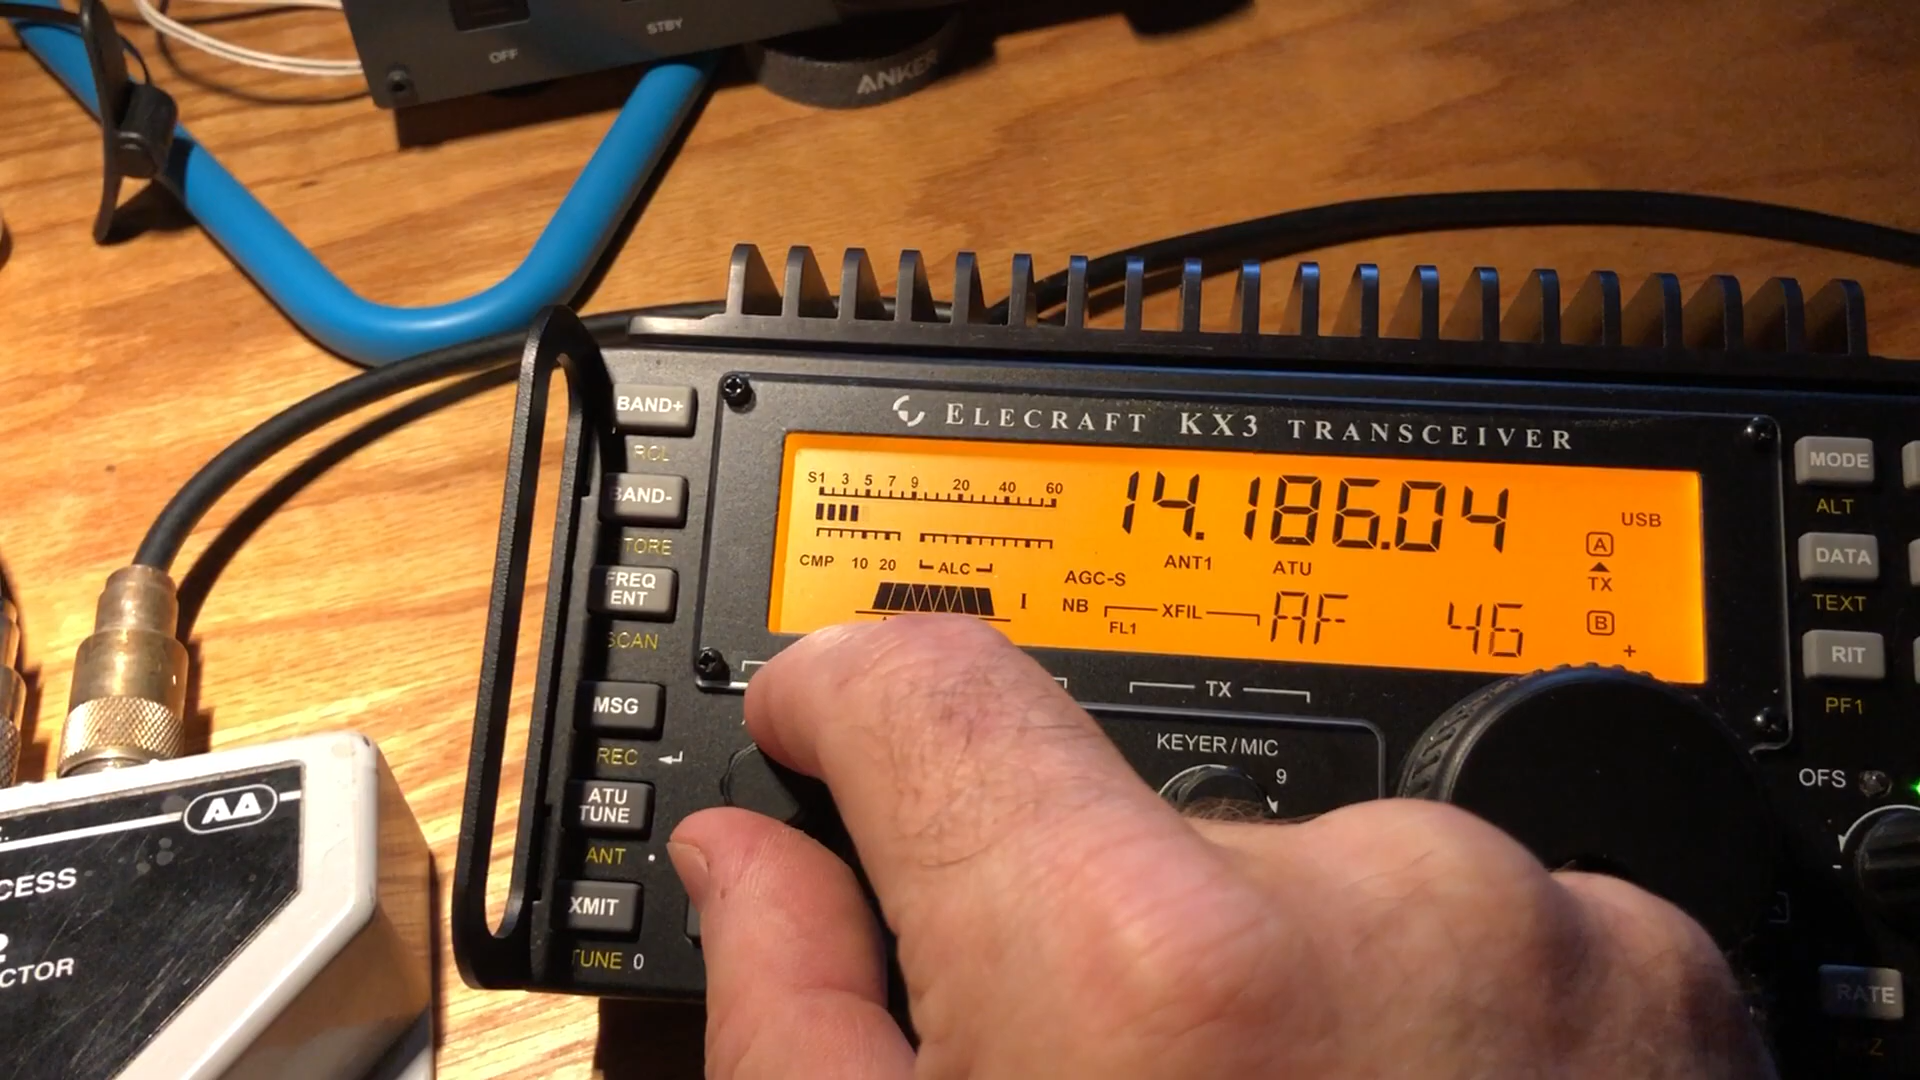 OFF
STBY
ANKER
ELECRAFT KX3 TRANSCEIVER
BAND+
RCL
BAND-
STORE
FREQ
ENT
SCAN
MSG
REC
ATU
TUNE
ANT
XMIT
TUNE 0
S1 3 5 7 9 20 40 60
14.186.04
USB
CMP 10 20 ALC
ANT1
ATU
A
TX
AGC-S
NB
I
XFIL
FL1
AF 46
B
+
TX
KEYER/MIC
9
MODE
ALT
DATA
TEXT
RIT
PF1
OFS
-
RATE
AA
CESS
CTOR